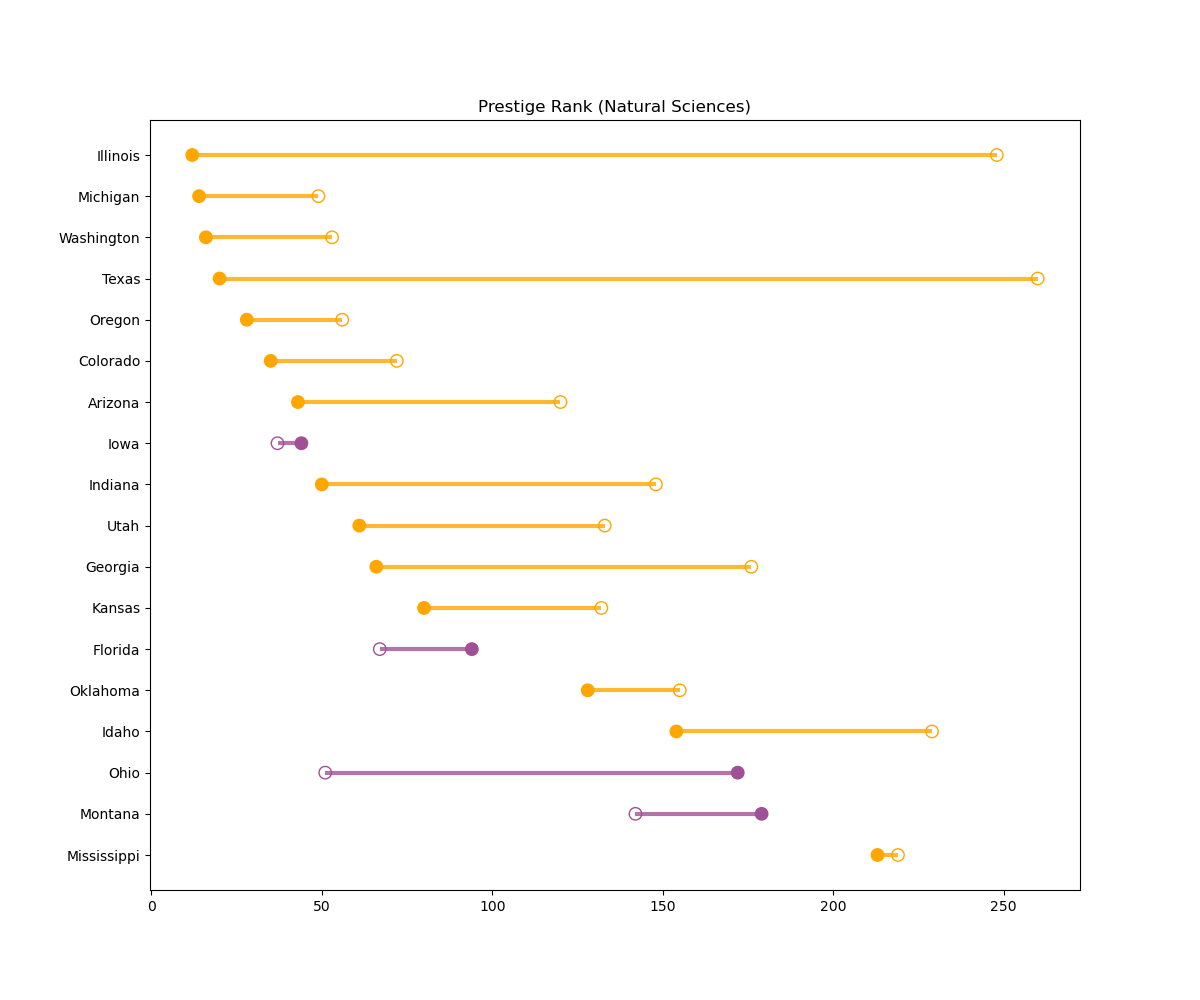 Prestige Rank (Natural Sciences)
Illinois
Michigan
Washington
Texas
Oregon
Colorado
Arizona
Iowa
Indiana
Utah
Georgia
Kansas
Florida
Oklahoma
Idaho
Ohio
Montana
Mississippi
0 50 100 150 200 250